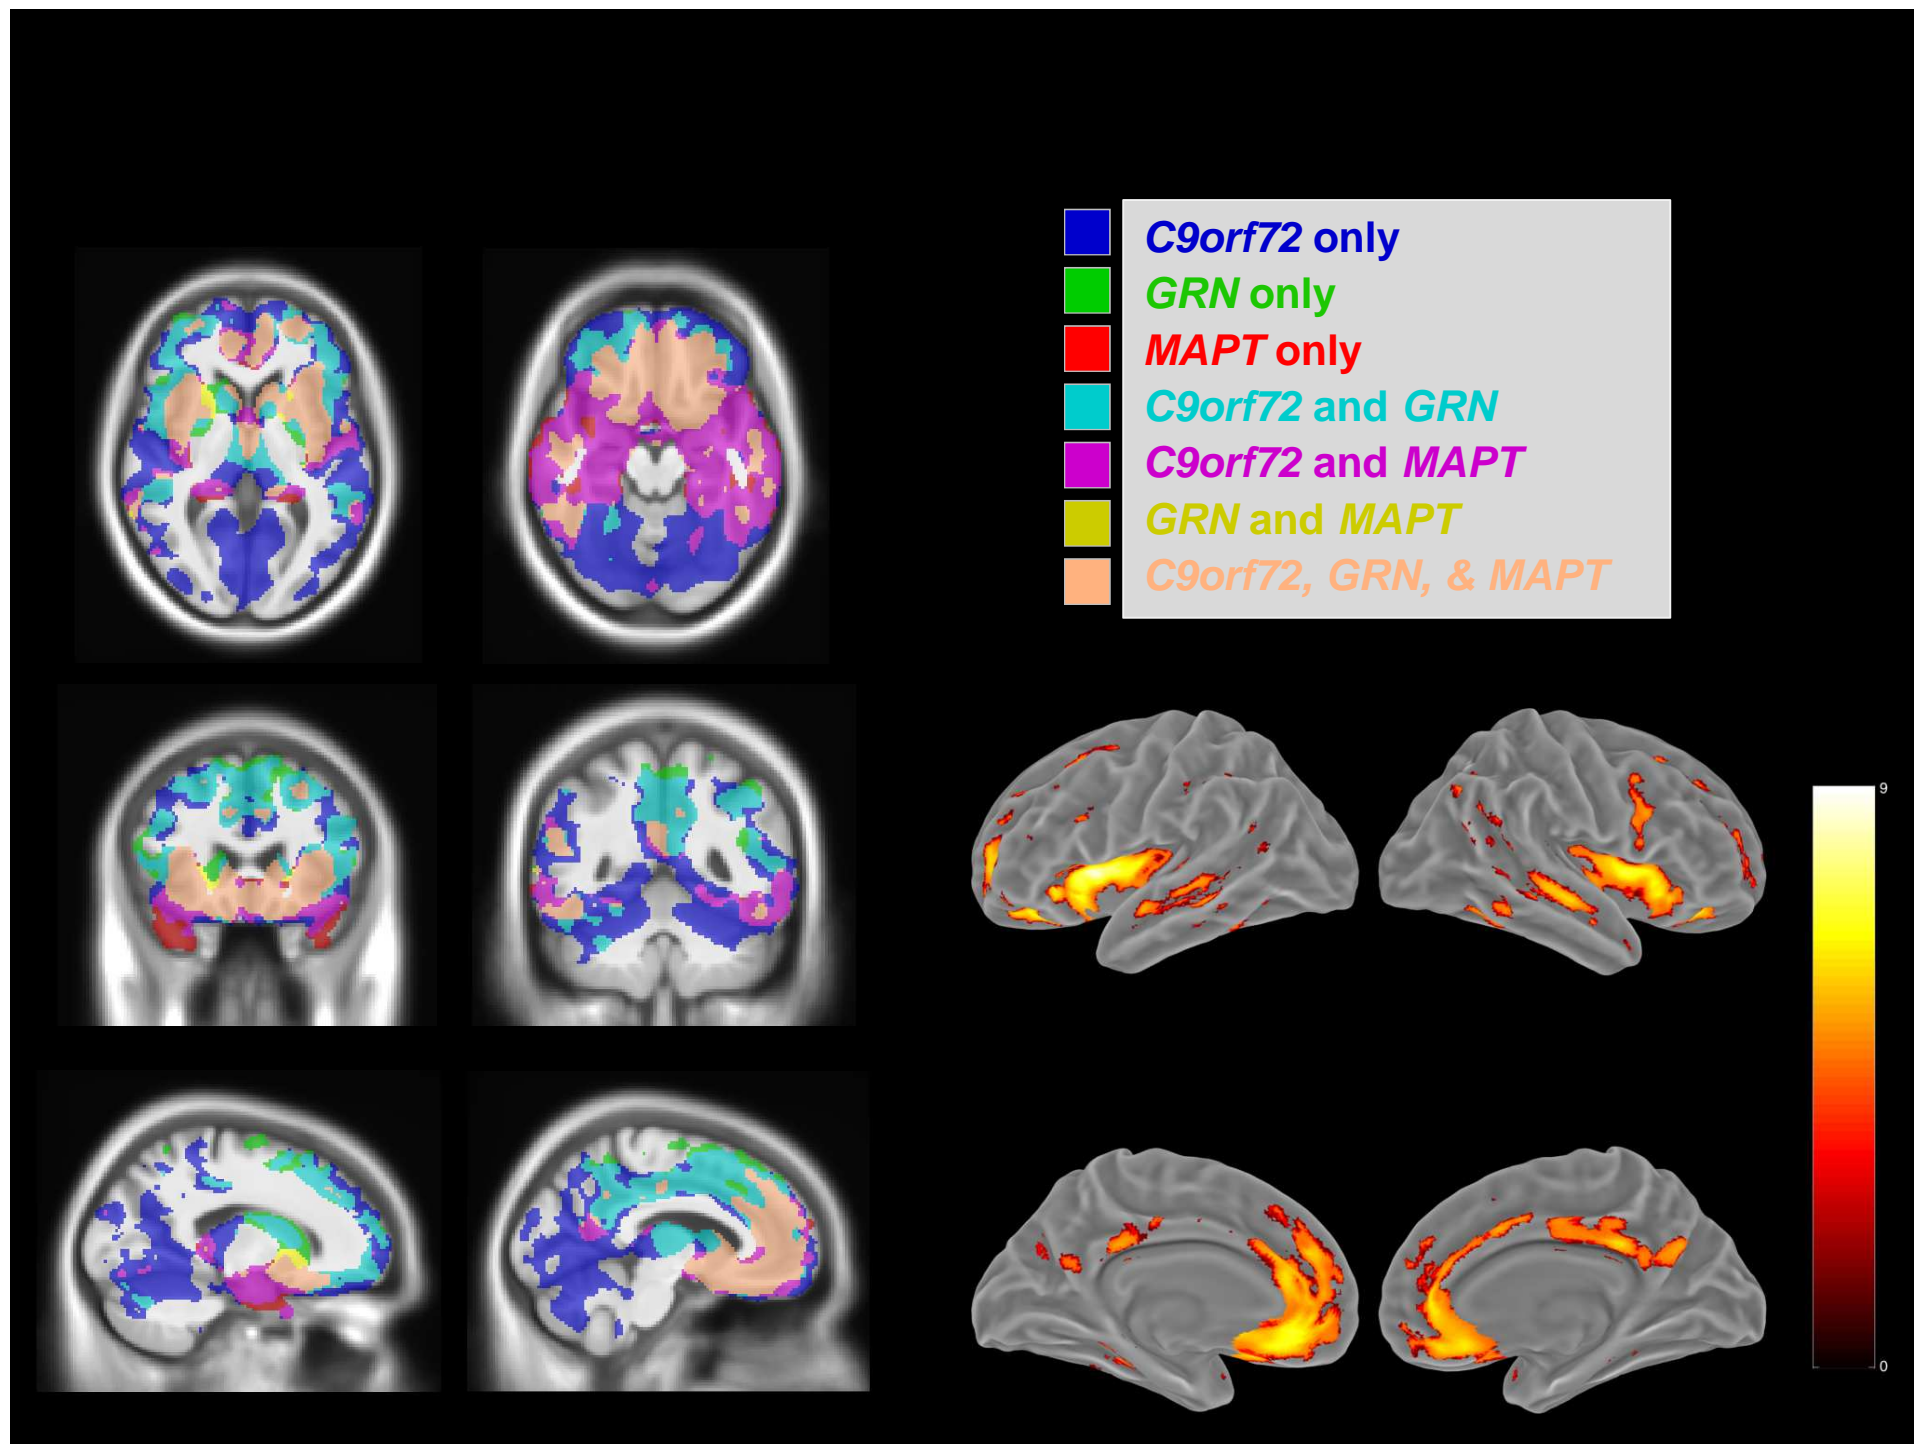 C9orf72 only
GRN only
MAPT only
C9orf72 and GRN
C9orf72 and MAPT
GRN and MAPT
C9orf72, GRN, & MAPT
9
0